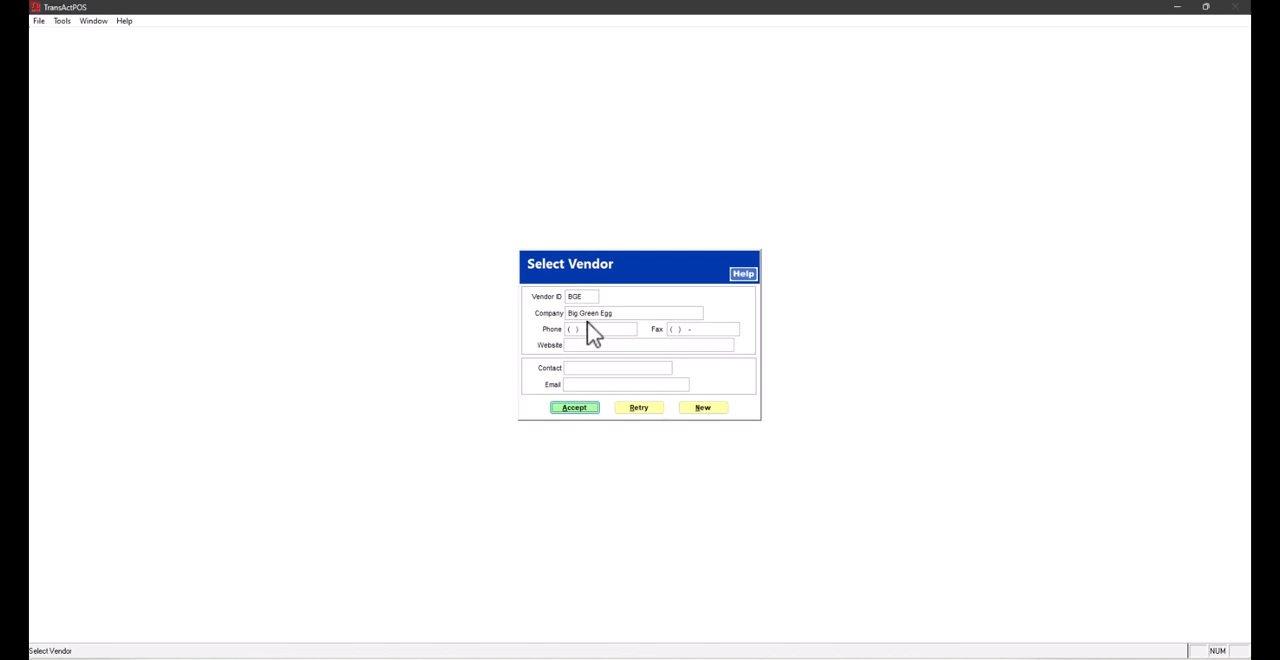 TransActPOS
File Tools Window Help
Select Vendor
Help
Vendor ID BGE
Company Big Green Egg
Phone ( ) Fax ( ) -
Website
Contact
Email
Accept Retry New
Select Vendor NUM